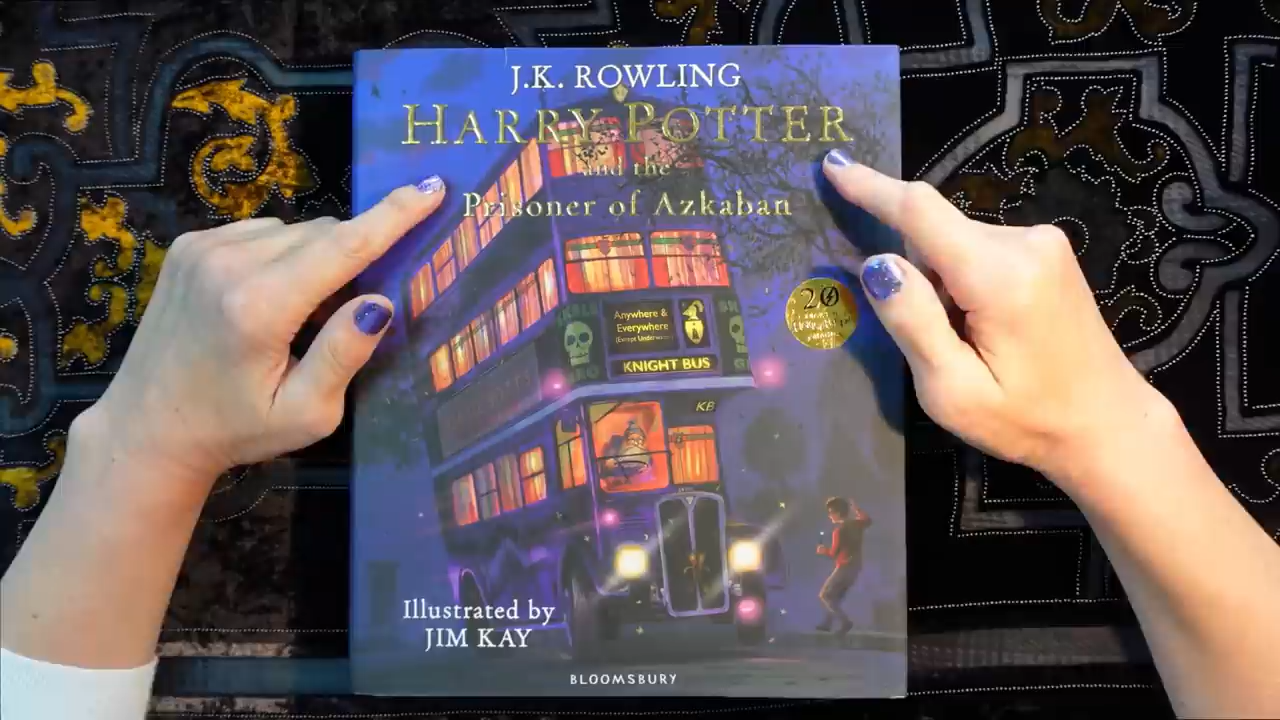 J.K. ROWLING
HARRY POTTER
and the
Prisoner of Azkaban
20
Anywhere &
Everywhere
KNIGHT BUS
KB
Illustrated by
JIM KAY
BLOOMSBURY